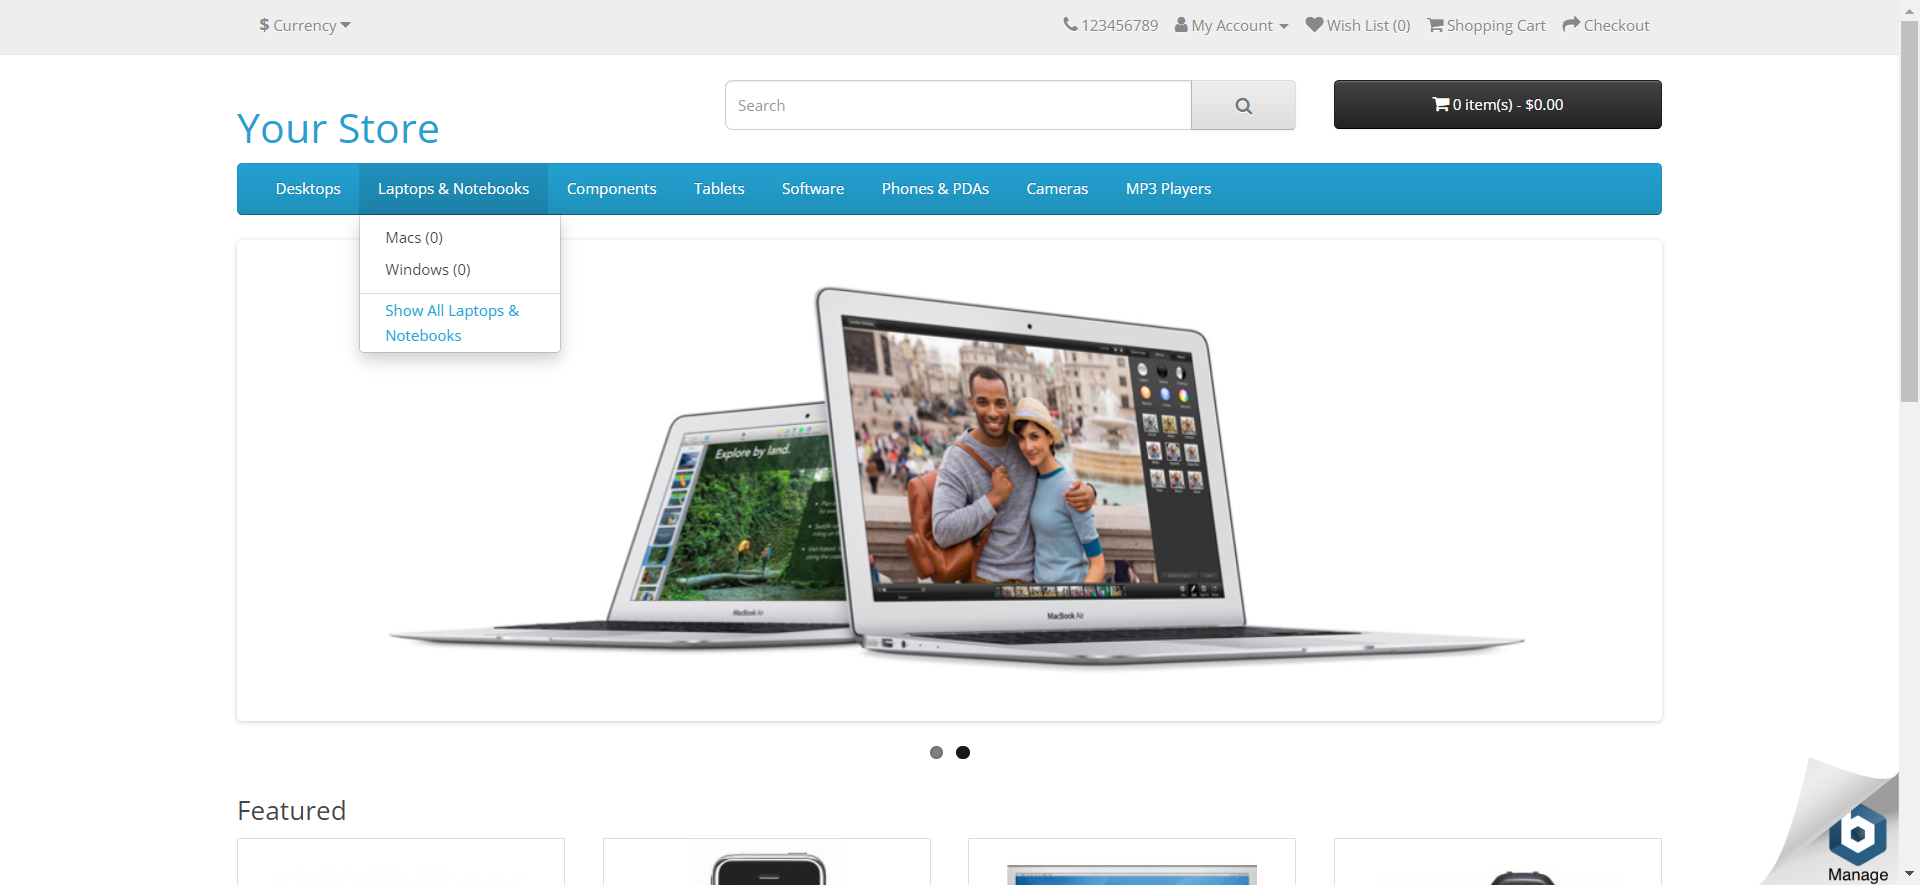 $ Currency
123456789
My Account
Wish List (0)
Shopping Cart
Checkout
Your Store
Search
0 item(s) - $0.00
Desktops
Laptops & Notebooks
Components
Tablets
Software
Phones & PDAs
Cameras
MP3 Players
Macs (0)
Windows (0)
Show All Laptops &
Notebooks
Explore by land.
MacBook Air
MacBook Air
Featured
b
Manage